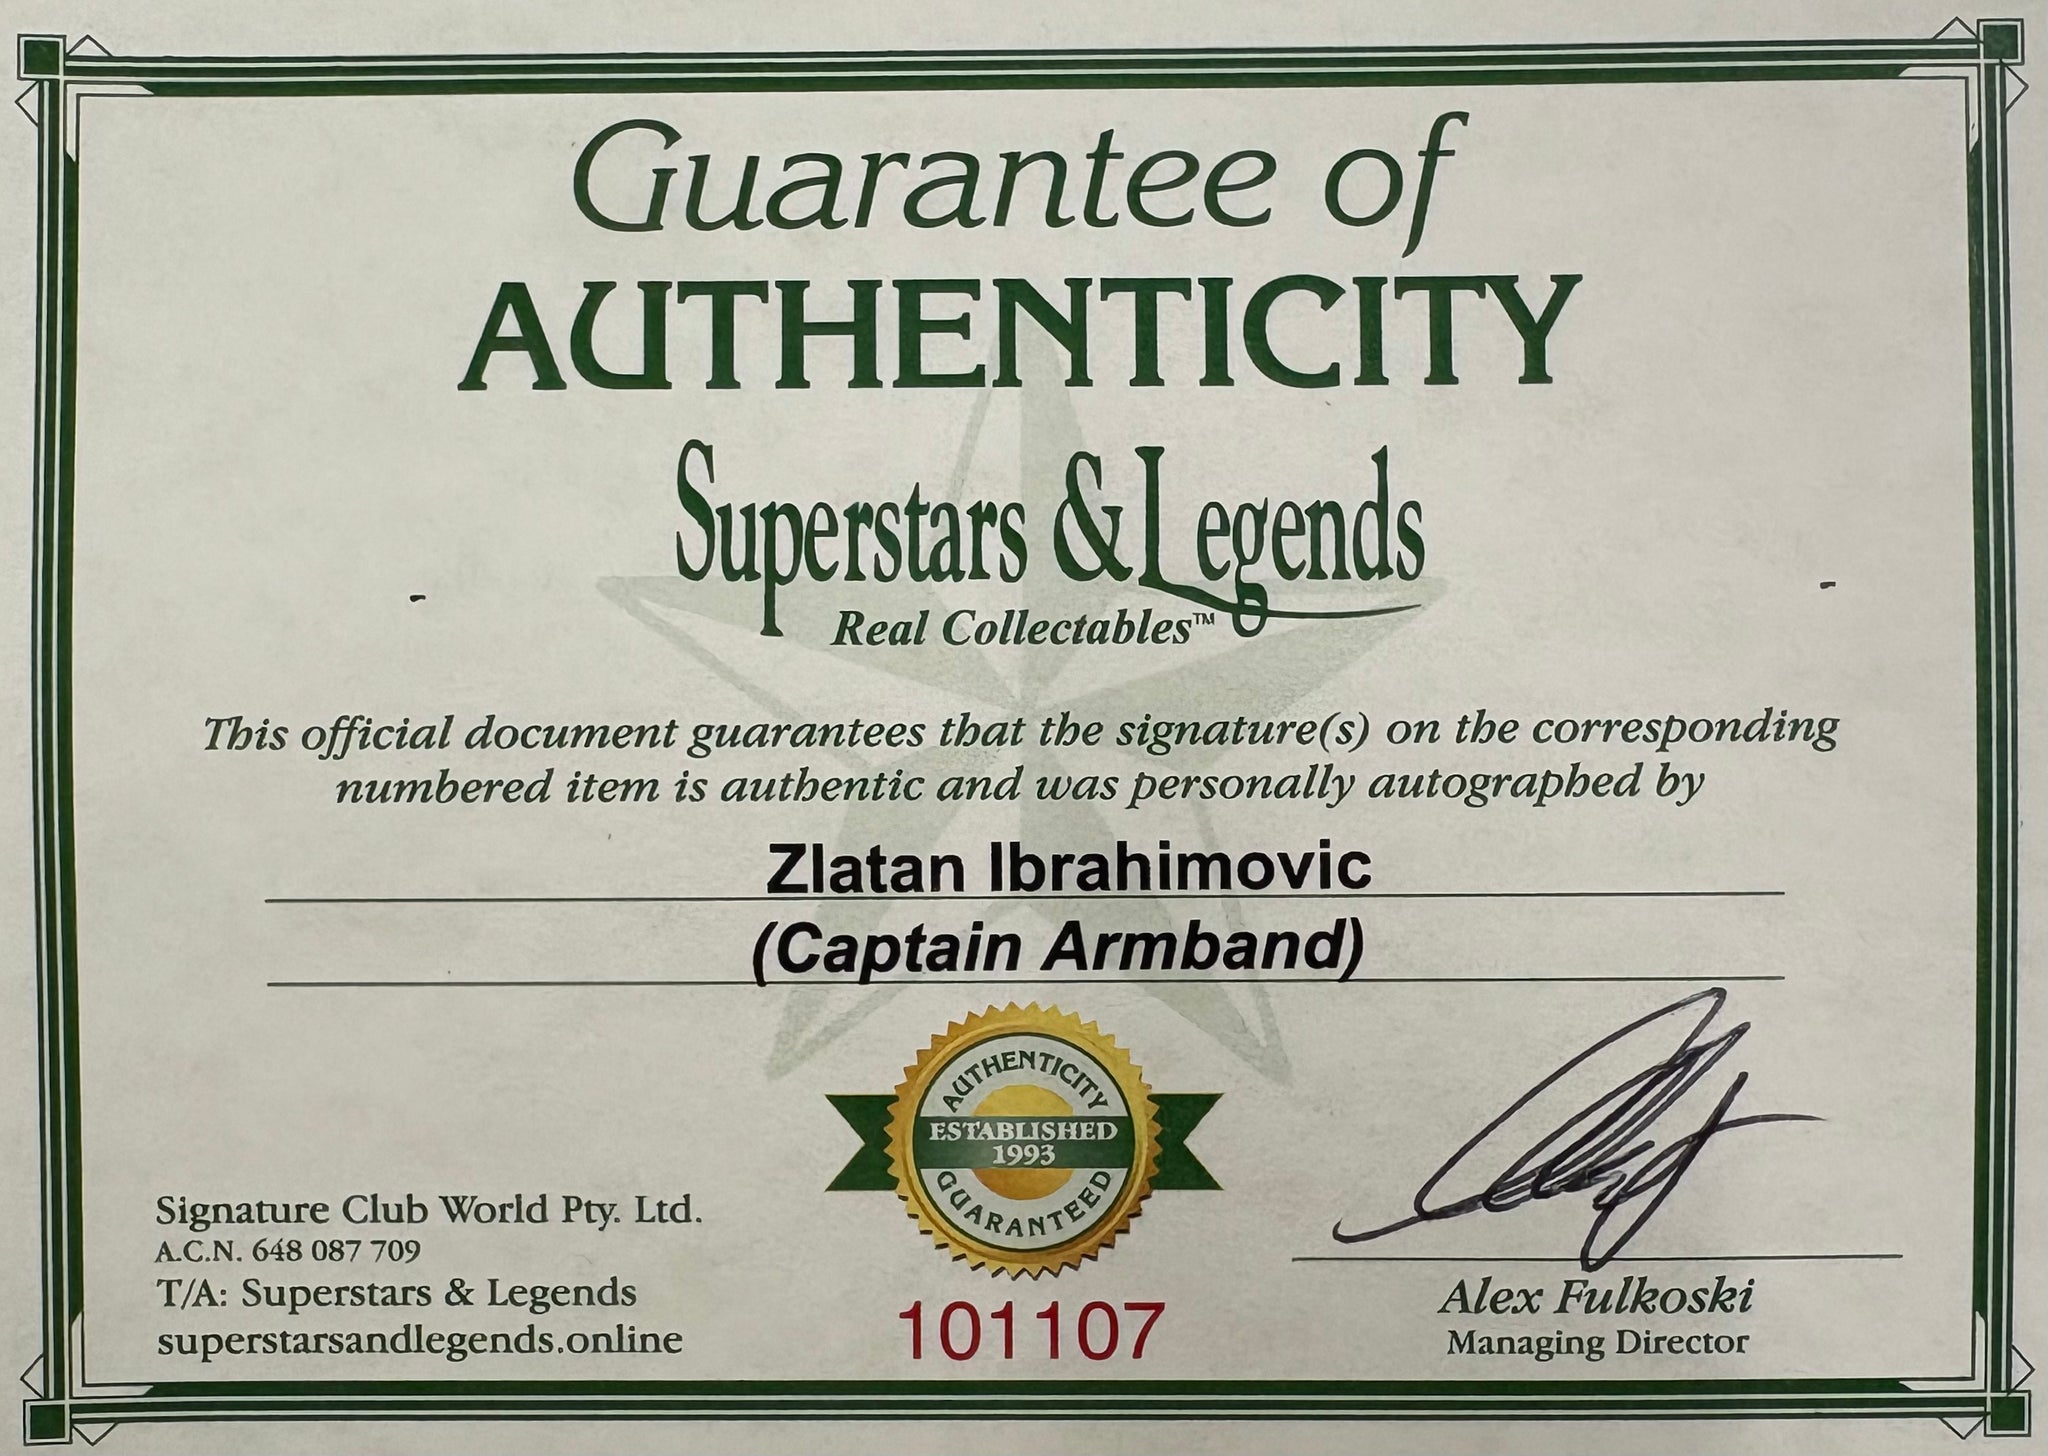 Guarantee of
AUTHENTICITY
Superstars & Legends
Real Collectables™
This official document guarantees that the signature(s) on the corresponding
numbered item is authentic and was personally autographed by
Zlatan Ibrahimovic
(Captain Armband)
AUTHENTICITY
ESTABLISHED
1993
GUARANTEED
Signature Club World Pty. Ltd.
A.C.N. 648 087 709
T/A: Superstars & Legends
superstarsandlegends.online
101107
Alex Fulkoski
Managing Director